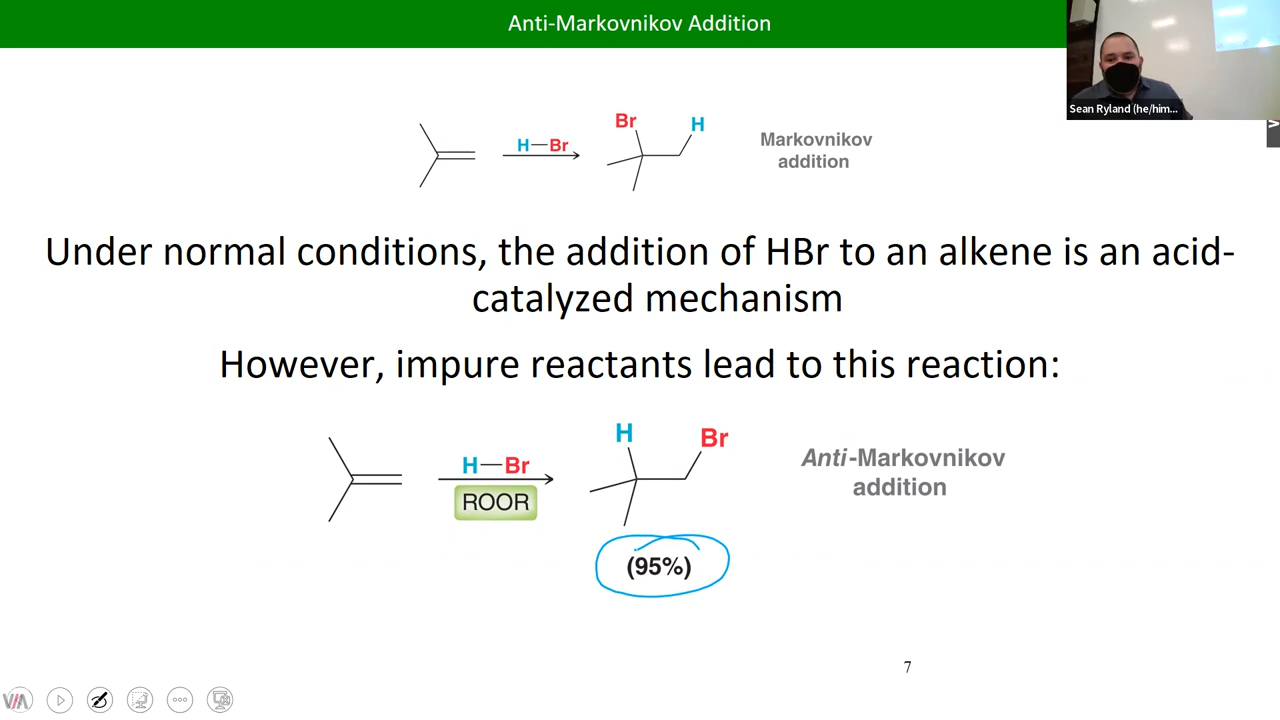 Anti-Markovnikov Addition
Sean Ryland (he/him...
Br
H
H—Br
Markovnikov
addition
Under normal conditions, the addition of HBr to an alkene is an acid-
catalyzed mechanism
However, impure reactants lead to this reaction:
H
Br
H—Br
ROOR
Anti-Markovnikov
addition
(95%)
7